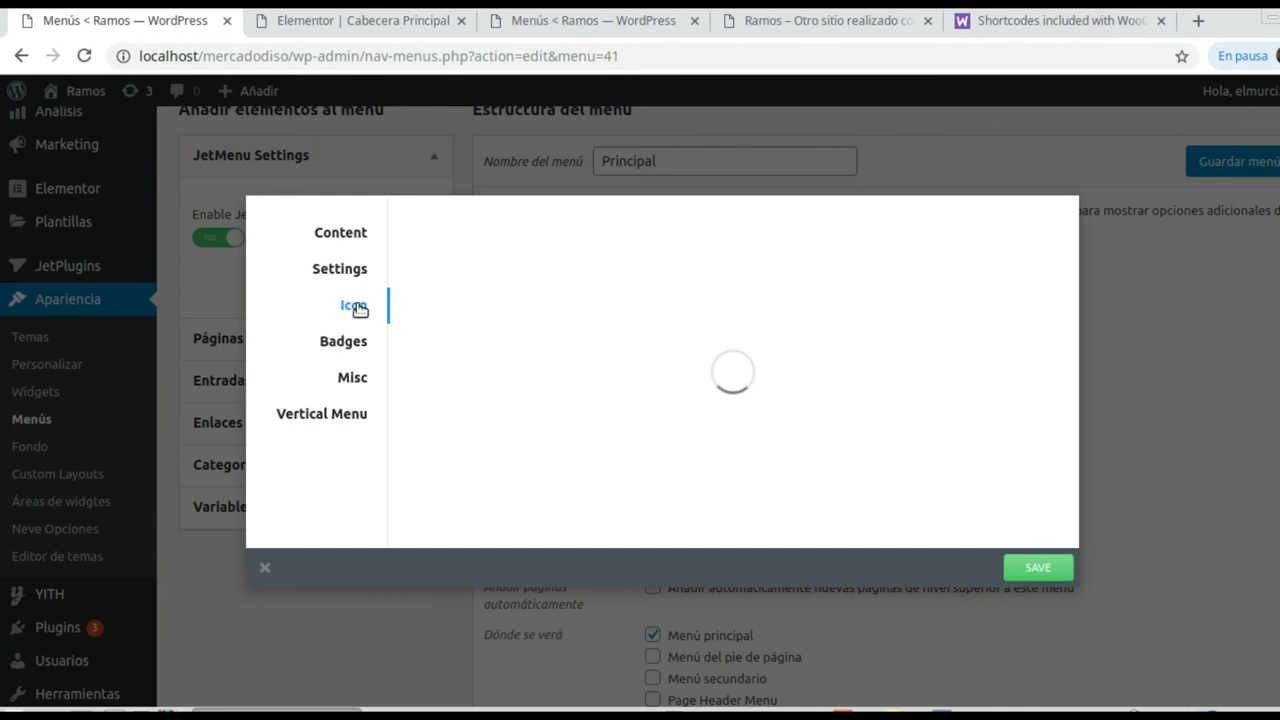 Menús < Ramos — WordPress
Elementor | Cabecera Principal
Menús < Ramos — WordPress
Ramos – Otro sitio realizado co
Shortcodes included with WooC
localhost/mercadodiso/wp-admin/nav-menus.php?action=edit&menu=41
En pausa
Ramos
3
0
Añadir
Hola, elmurci
Análisis
Marketing
Elementor
Plantillas
JetPlugins
Apariencia
Temas
Personalizar
Widgets
Menús
Fondo
Custom Layouts
Áreas de widgtes
Neve Opciones
Editor de temas
YITH
Plugins 3
Usuarios
Herramientas
Añadir elementos al menú
JetMenu Settings
Enable Je
YES
Páginas
Entrada
Enlaces
Categor
Variable
Estructura del menú
Nombre del menú
Principal
Guardar menú
para mostrar opciones adicionales d
Content
Settings
Icon
Badges
Misc
Vertical Menu
SAVE
Añadir páginas
automáticamente
Añadir automáticamente nuevas páginas de nivel superior a este menú
Dónde se verá
Menú principal
Menú del pie de página
Menú secundario
Page Header Menu